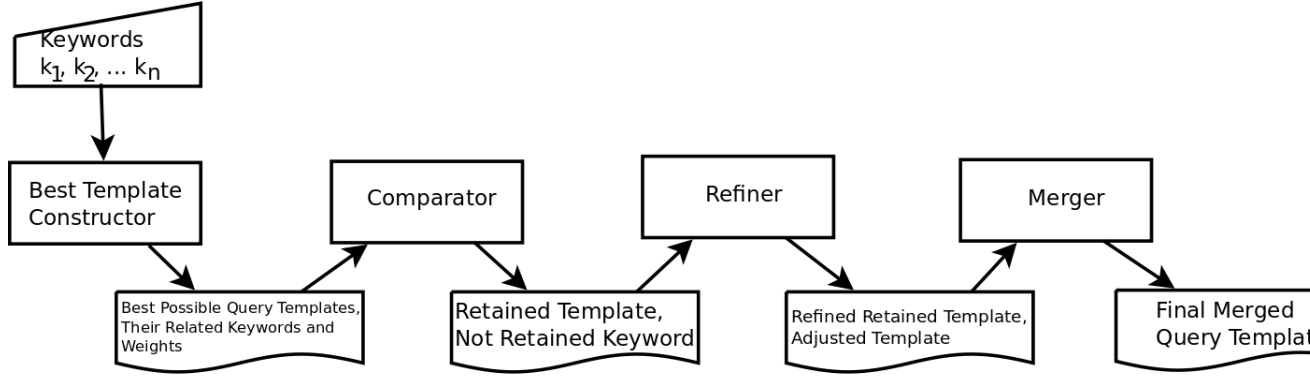 Keywords
k1, k2, ... kn
Best Template
Constructor
Comparator
Refiner
Merger
Best Possible Query Templates,
Their Related Keywords and
Weights
Retained Template,
Not Retained Keyword
Refined Retained Template,
Adjusted Template
Final Merged
Query Templat